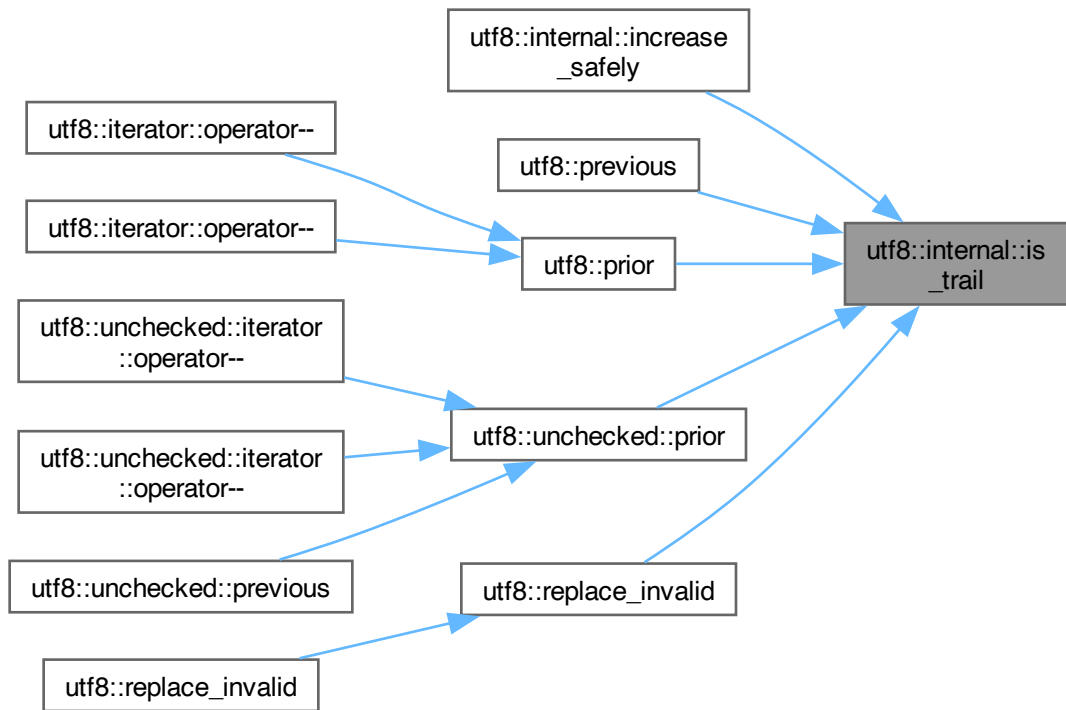 utf8::internal::increase
_safely
utf8::iterator::operator--
utf8::previous
utf8::iterator::operator--
utf8::internal::is
_trail
utf8::prior
utf8::unchecked::iterator
::operator--
utf8::unchecked::prior
utf8::unchecked::iterator
::operator--
utf8::unchecked::previous
utf8::replace_invalid
utf8::replace_invalid